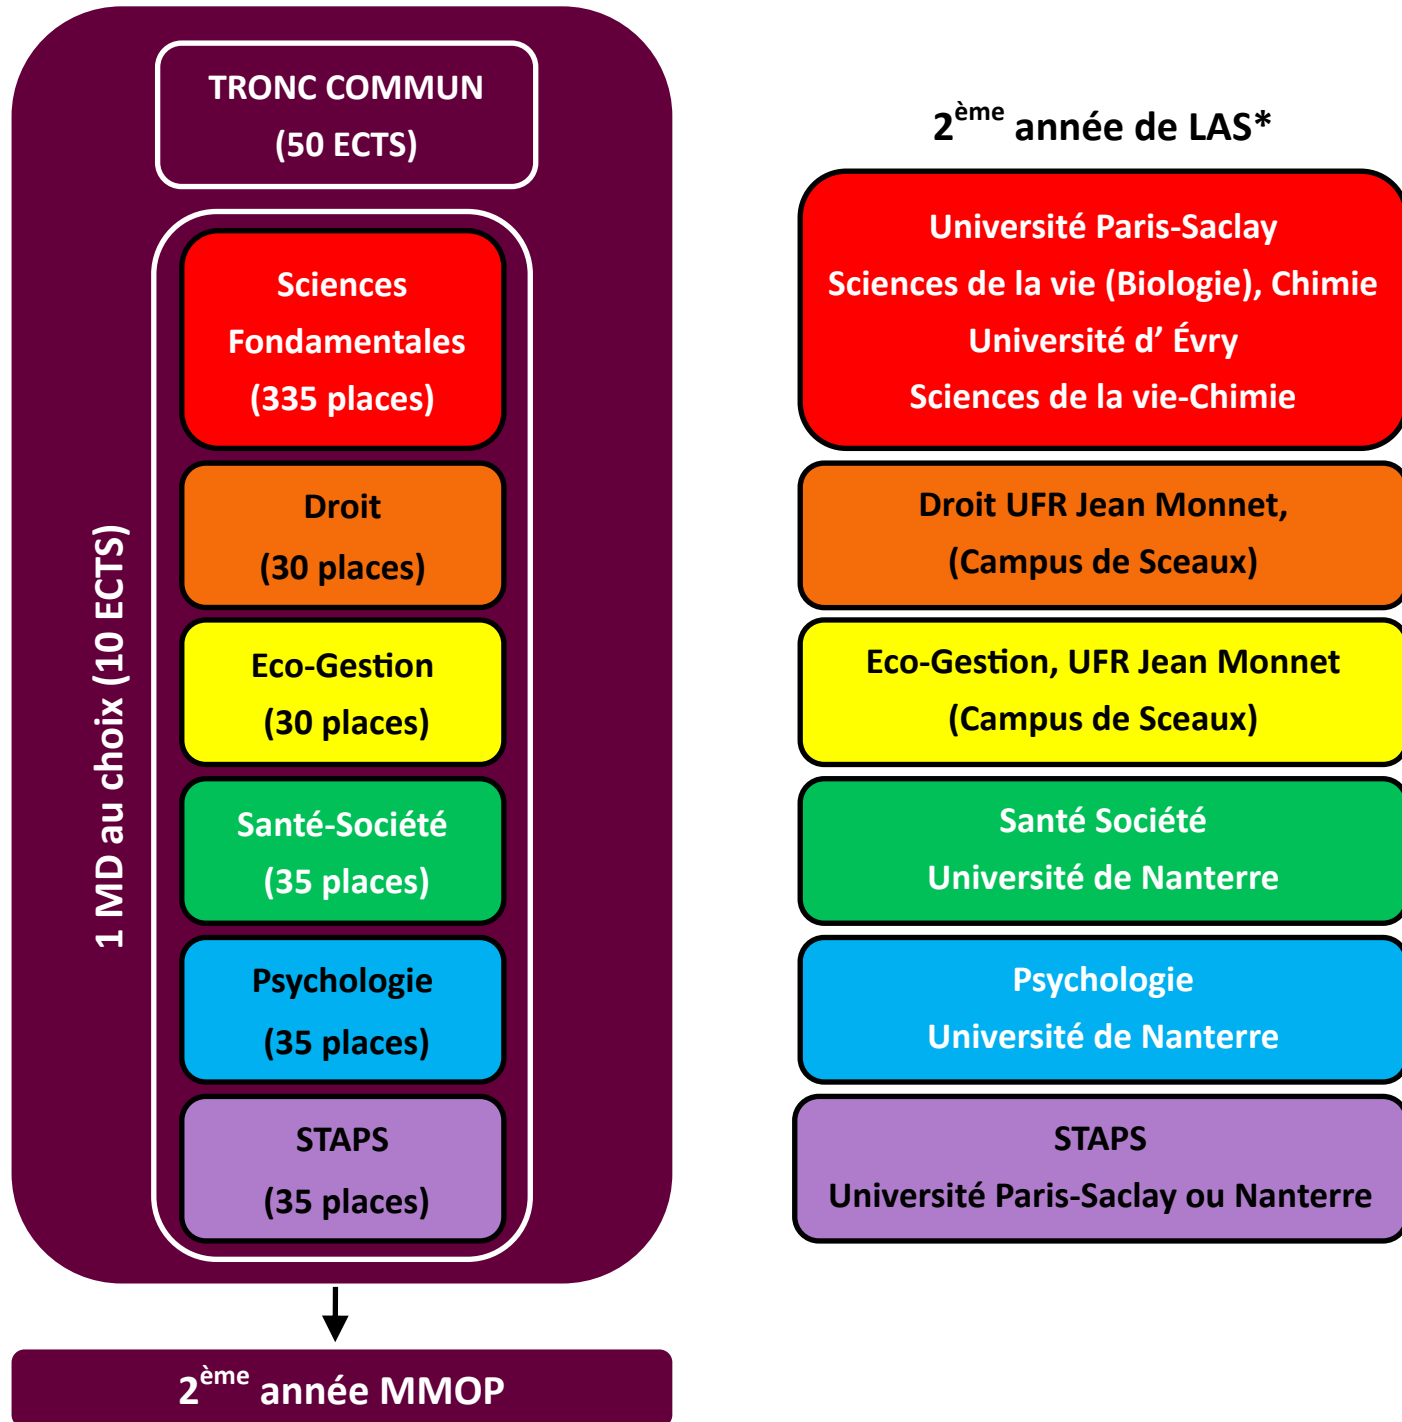 TRONC COMMUN
(50 ECTS)
1 MD au choix (10 ECTS)
Sciences
Fondamentales
(335 places)
Droit
(30 places)
Eco-Gestion
(30 places)
Santé-Société
(35 places)
Psychologie
(35 places)
STAPS
(35 places)
2ème année MMOP
2ème année de LAS*
Université Paris-Saclay
Sciences de la vie (Biologie), Chimie
Université d’ Évry
Sciences de la vie-Chimie
Droit UFR Jean Monnet,
(Campus de Sceaux)
Eco-Gestion, UFR Jean Monnet
(Campus de Sceaux)
Santé Société
Université de Nanterre
Psychologie
Université de Nanterre
STAPS
Université Paris-Saclay ou Nanterre